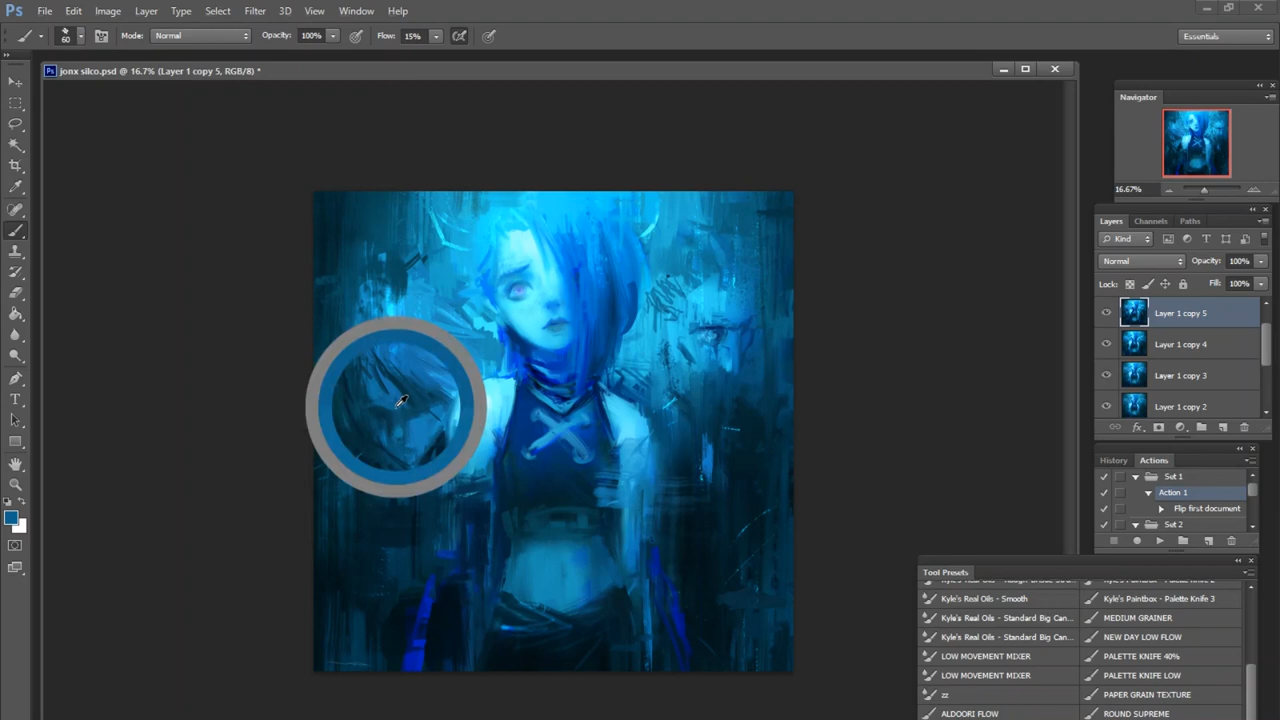 Ps File Edit Image Layer Type Select Filter 3D View Window Help
60 Mode: Normal Opacity: 100% Flow: 15% Essentials
Ps jonx silco.psd @ 16.7% (Layer 1 copy 5, RGB/8) *
Navigator
16.67%
Layers Channels Paths
Kind
Normal Opacity: 100%
Lock: Fill: 100%
Layer 1 copy 5
Layer 1 copy 4
Layer 1 copy 3
Layer 1 copy 2
fx
History Actions
Set 1
Action 1
Flip first document
Set 2
Tool Presets
Kyle's Real Oils - Smooth Kyle's Paintbox - Palette Knife 3
Kyle's Real Oils - Standard Big Can... MEDIUM GRAINER
Kyle's Real Oils - Standard Big Can... NEW DAY LOW FLOW
LOW MOVEMENT MIXER PALETTE KNIFE 40%
LOW MOVEMENT MIXER PALETTE KNIFE LOW
zz PAPER GRAIN TEXTURE
ALDOORI FLOW ROUND SUPREME